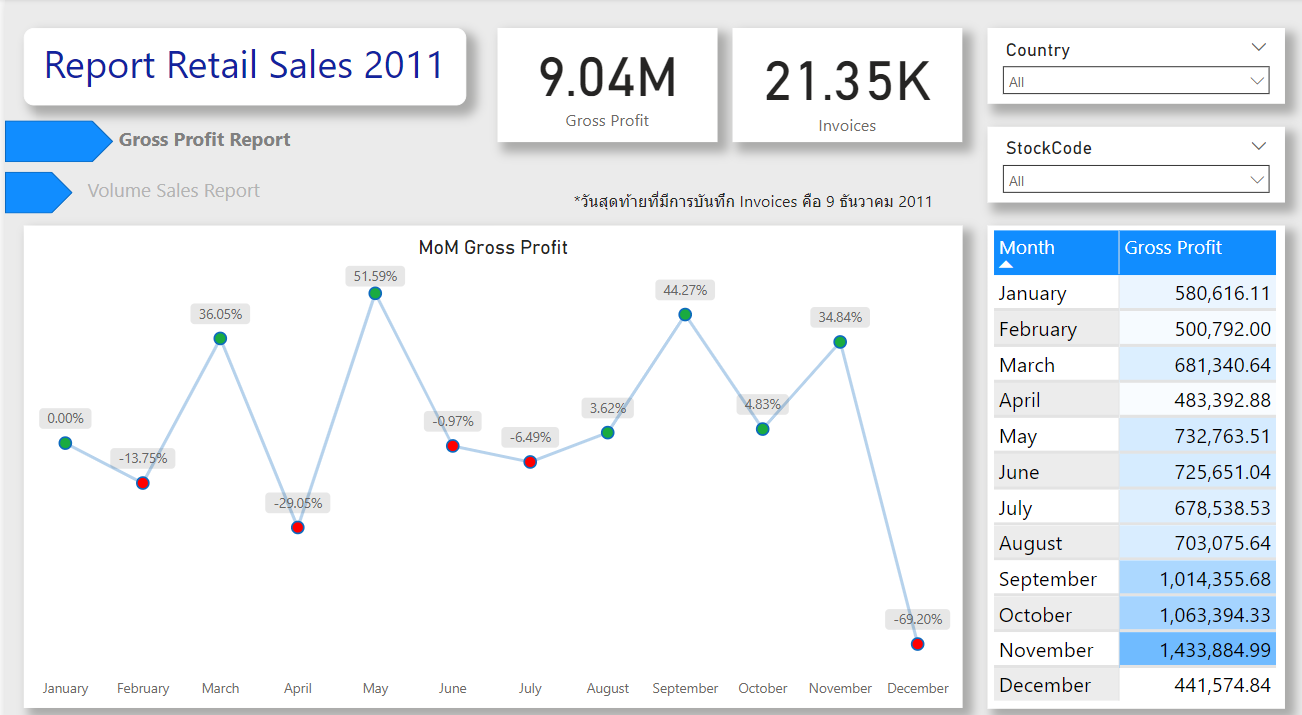 Report Retail Sales 2011
Gross Profit Report
Volume Sales Report
9.04M
Gross Profit
21.35K
Invoices
*วันสุดท้ายที่มีการบันทึก Invoices คือ 9 ธันวาคม 2011
Country
All
StockCode
All
MoM Gross Profit
0.00%
-13.75%
36.05%
-29.05%
51.59%
-0.97%
-6.49%
3.62%
44.27%
4.83%
34.84%
-69.20%
January February March April May June July August September October November December
Month Gross Profit
January 580,616.11
February 500,792.00
March 681,340.64
April 483,392.88
May 732,763.51
June 725,651.04
July 678,538.53
August 703,075.64
September 1,014,355.68
October 1,063,394.33
November 1,433,884.99
December 441,574.84